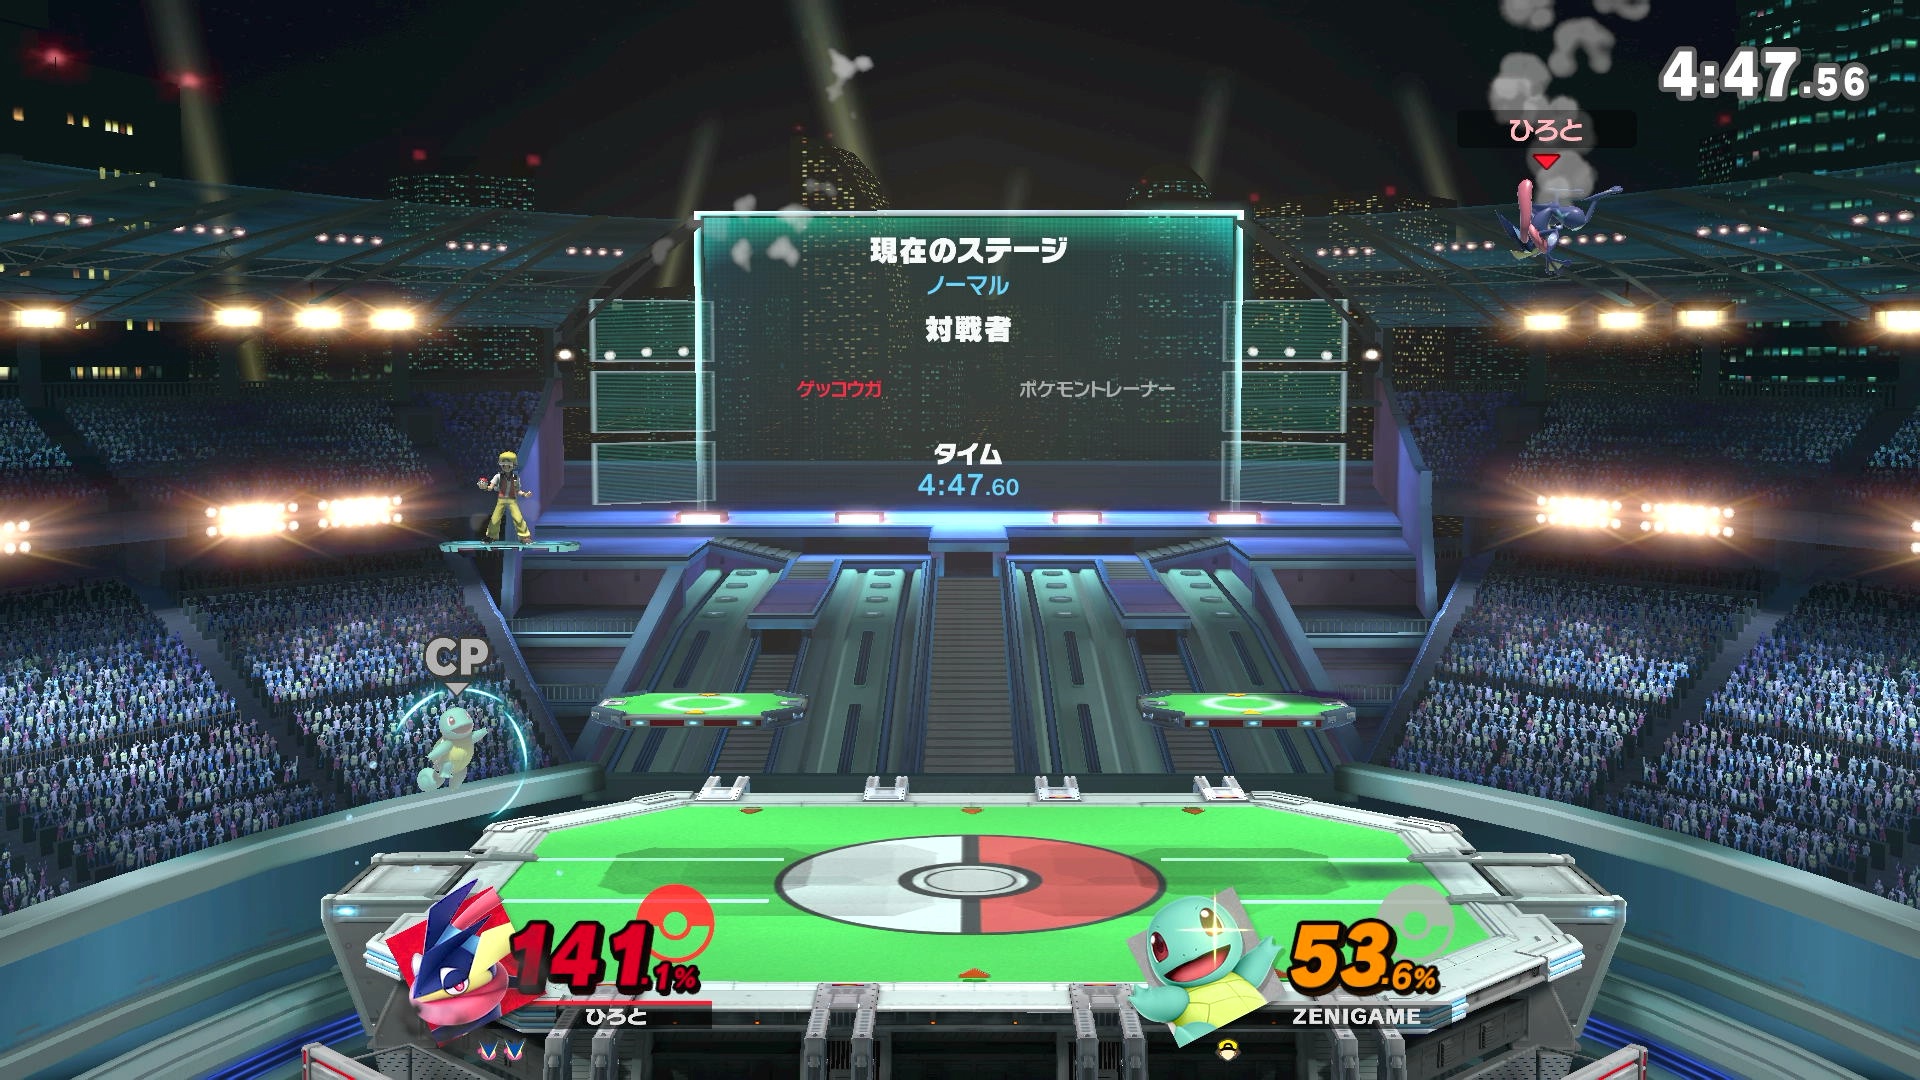 4:47.56
ひろと
現在のステージ
ノーマル
対戦者
ゲッコウガ ポケモントレーナー
タイム
4:47.60
CP
141.1%
ひろと
53.6%
ZENIGAME